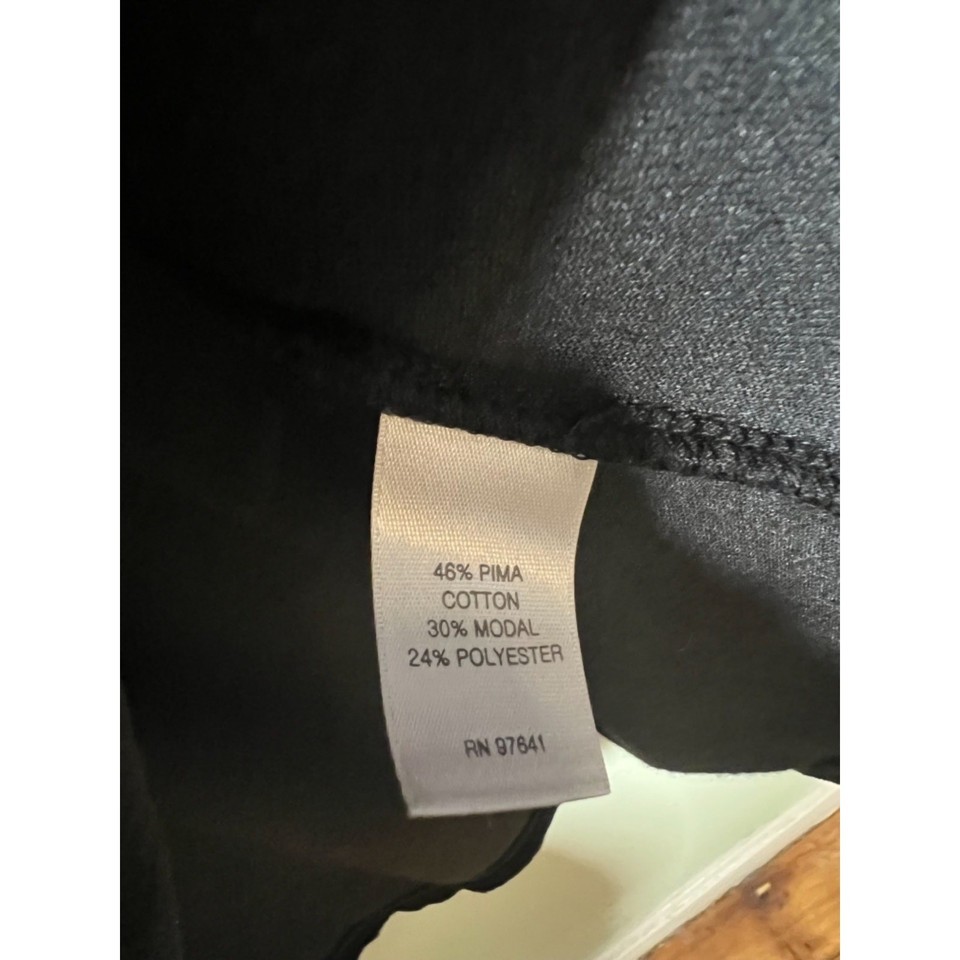 46% PIMA
COTTON
30% MODAL
24% POLYESTER
RN 97641